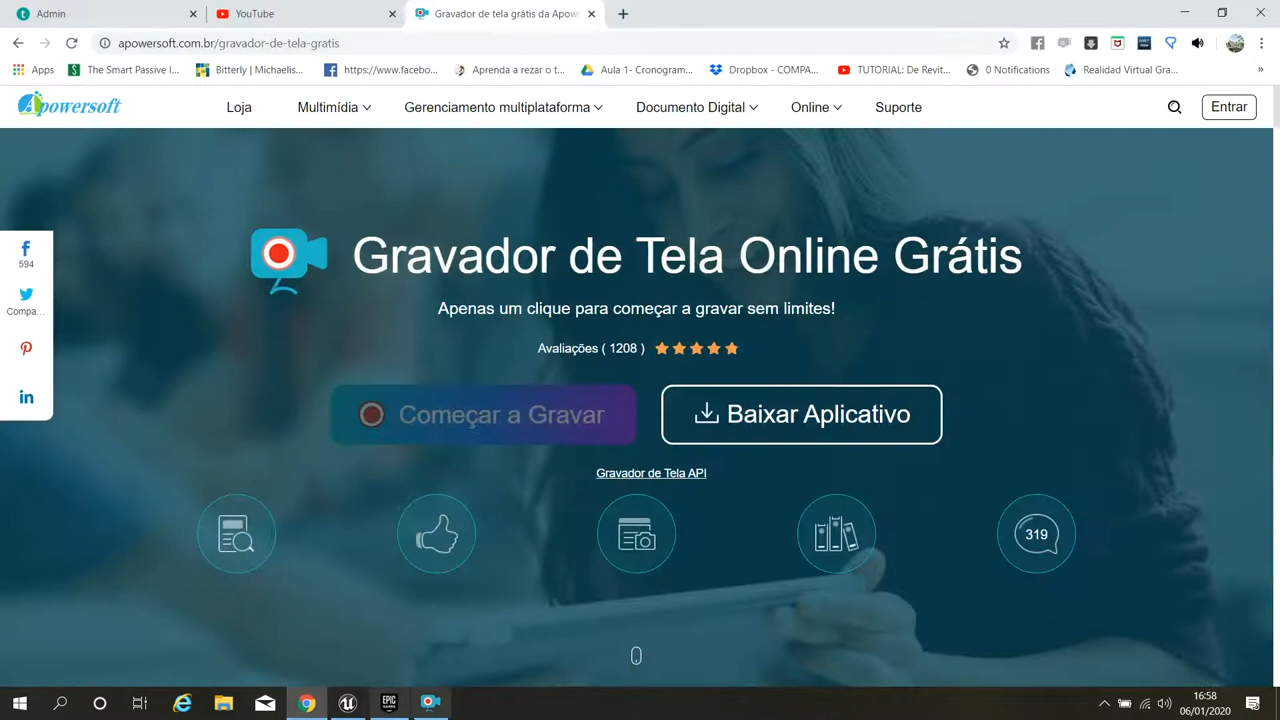 Admin
YouTube
Gravador de tela grátis da Apow
apowersoft.com.br/gravador-de-tela-gratis
Apps
The Smart Passive I...
Bitterly | Michaelis...
https://www.facebo...
Aprenda a rezar o t...
Aula 1- Cronogram...
Dropbox - COMPA...
TUTORIAL: De Revit...
0 Notifications
Realidad Virtual Gra...
»
Apowersoft
Loja
Multimídia
Gerenciamento multiplataforma
Documento Digital
Online
Suporte
Entrar
594
Compa...
Gravador de Tela Online Grátis
Apenas um clique para começar a gravar sem limites!
Avaliações ( 1208 )
Começar a Gravar
Baixar Aplicativo
Gravador de Tela API
319
EPIC GAMES
16:58
06/01/2020